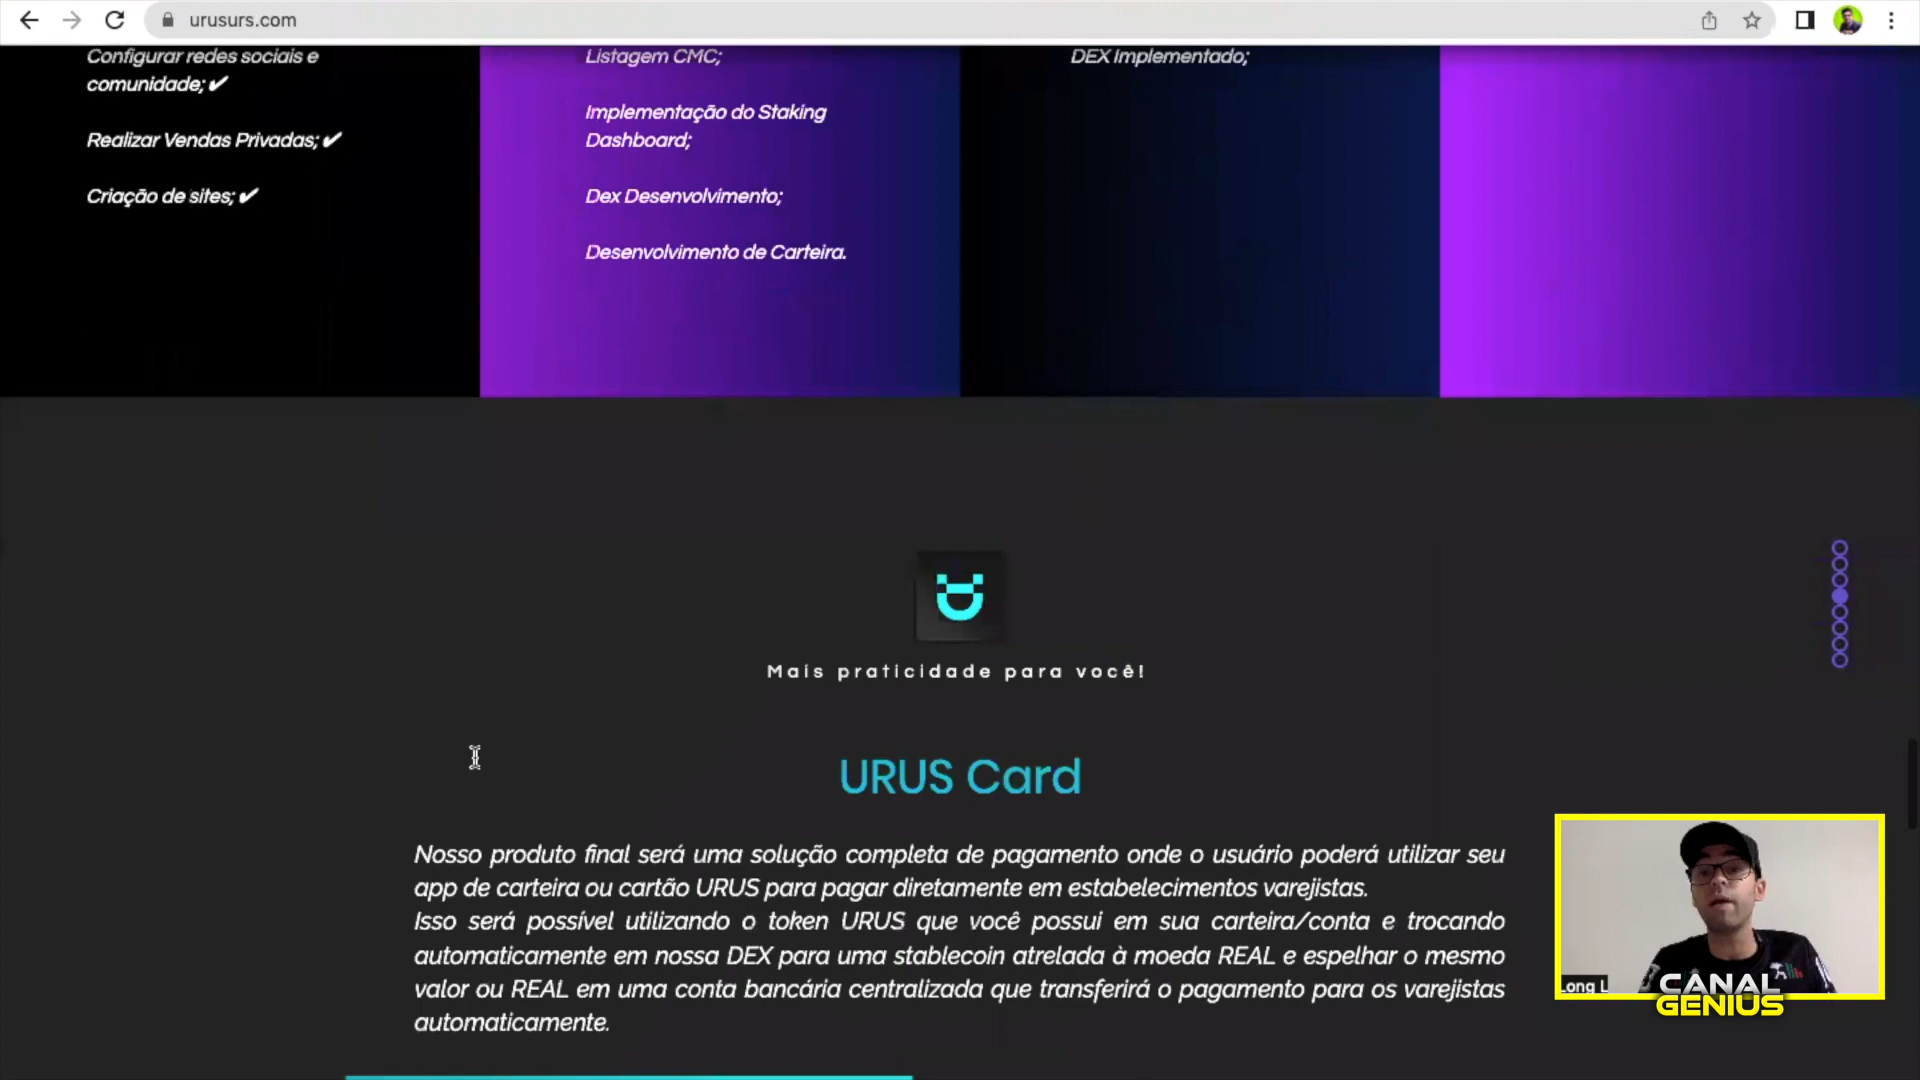 urusurs.com
Configurar redes sociais e
comunidade; ✔
Realizar Vendas Privadas; ✔
Criação de sites; ✔
Listagem CMC;
Implementação do Staking
Dashboard;
Dex Desenvolvimento;
Desenvolvimento de Carteira.
DEX Implementado;
Mais praticidade para você!
URUS Card
Nosso produto final será uma solução completa de pagamento onde o usuário poderá utilizar seu
app de carteira ou cartão URUS para pagar diretamente em estabelecimentos varejistas.
Isso será possível utilizando o token URUS que você possui em sua carteira/conta e trocando
automaticamente em nossa DEX para uma stablecoin atrelada à moeda REAL e espelhar o mesmo
valor ou REAL em uma conta bancária centralizada que transferirá o pagamento para os varejistas
automaticamente.
Long L
CANAL
GENIUS